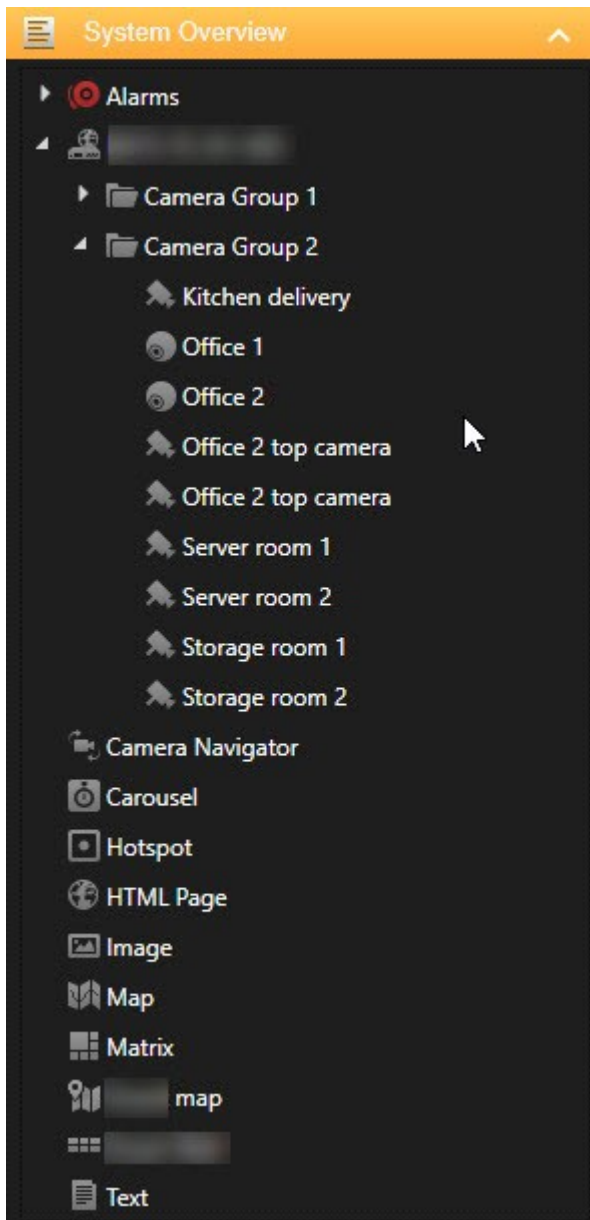 System Overview
Alarms
Camera Group 1
Camera Group 2
Kitchen delivery
Office 1
Office 2
Office 2 top camera
Office 2 top camera
Server room 1
Server room 2
Storage room 1
Storage room 2
Camera Navigator
Carousel
Hotspot
HTML Page
Image
Map
Matrix
map
Text